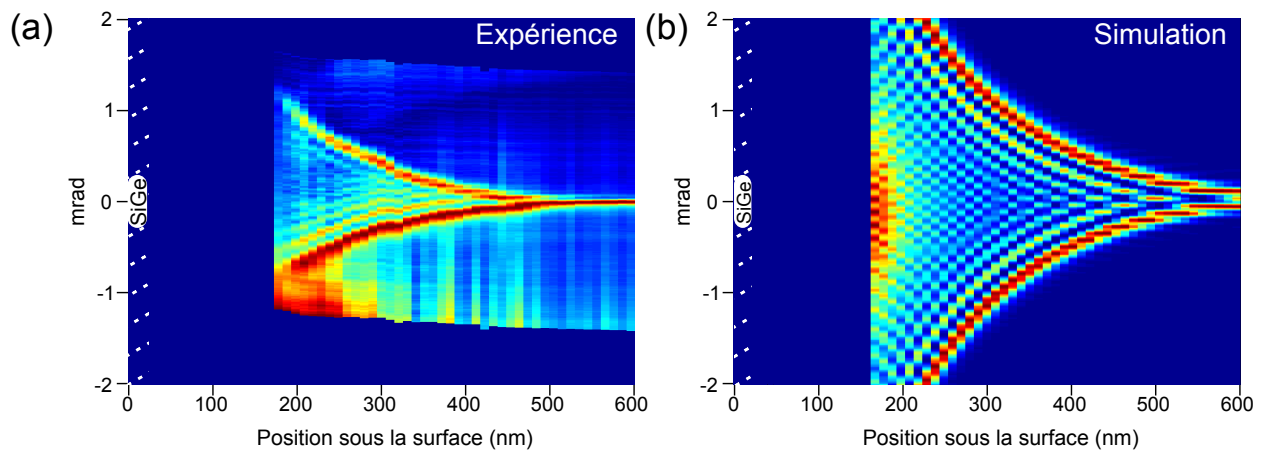 (a)
Expérience
2
1
0
-1
-2
mrad
SiGe
0
100
200
300
400
500
600
Position sous la surface (nm)
(b)
Simulation
2
1
0
-1
-2
mrad
SiGe
0
100
200
300
400
500
600
Position sous la surface (nm)